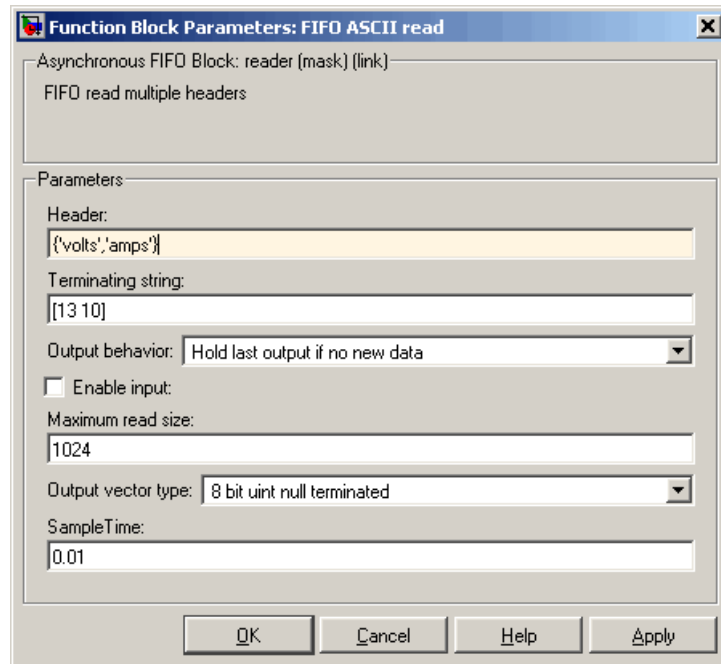 Function Block Parameters: FIFO ASCII read
Asynchronous FIFO Block: reader (mask) (link)
FIFO read multiple headers
Parameters
Header:
{'volts','amps'}
Terminating string:
[13 10]
Output behavior: Hold last output if no new data
Enable input:
Maximum read size:
1024
Output vector type: 8 bit uint null terminated
SampleTime:
0.01
OK Cancel Help Apply